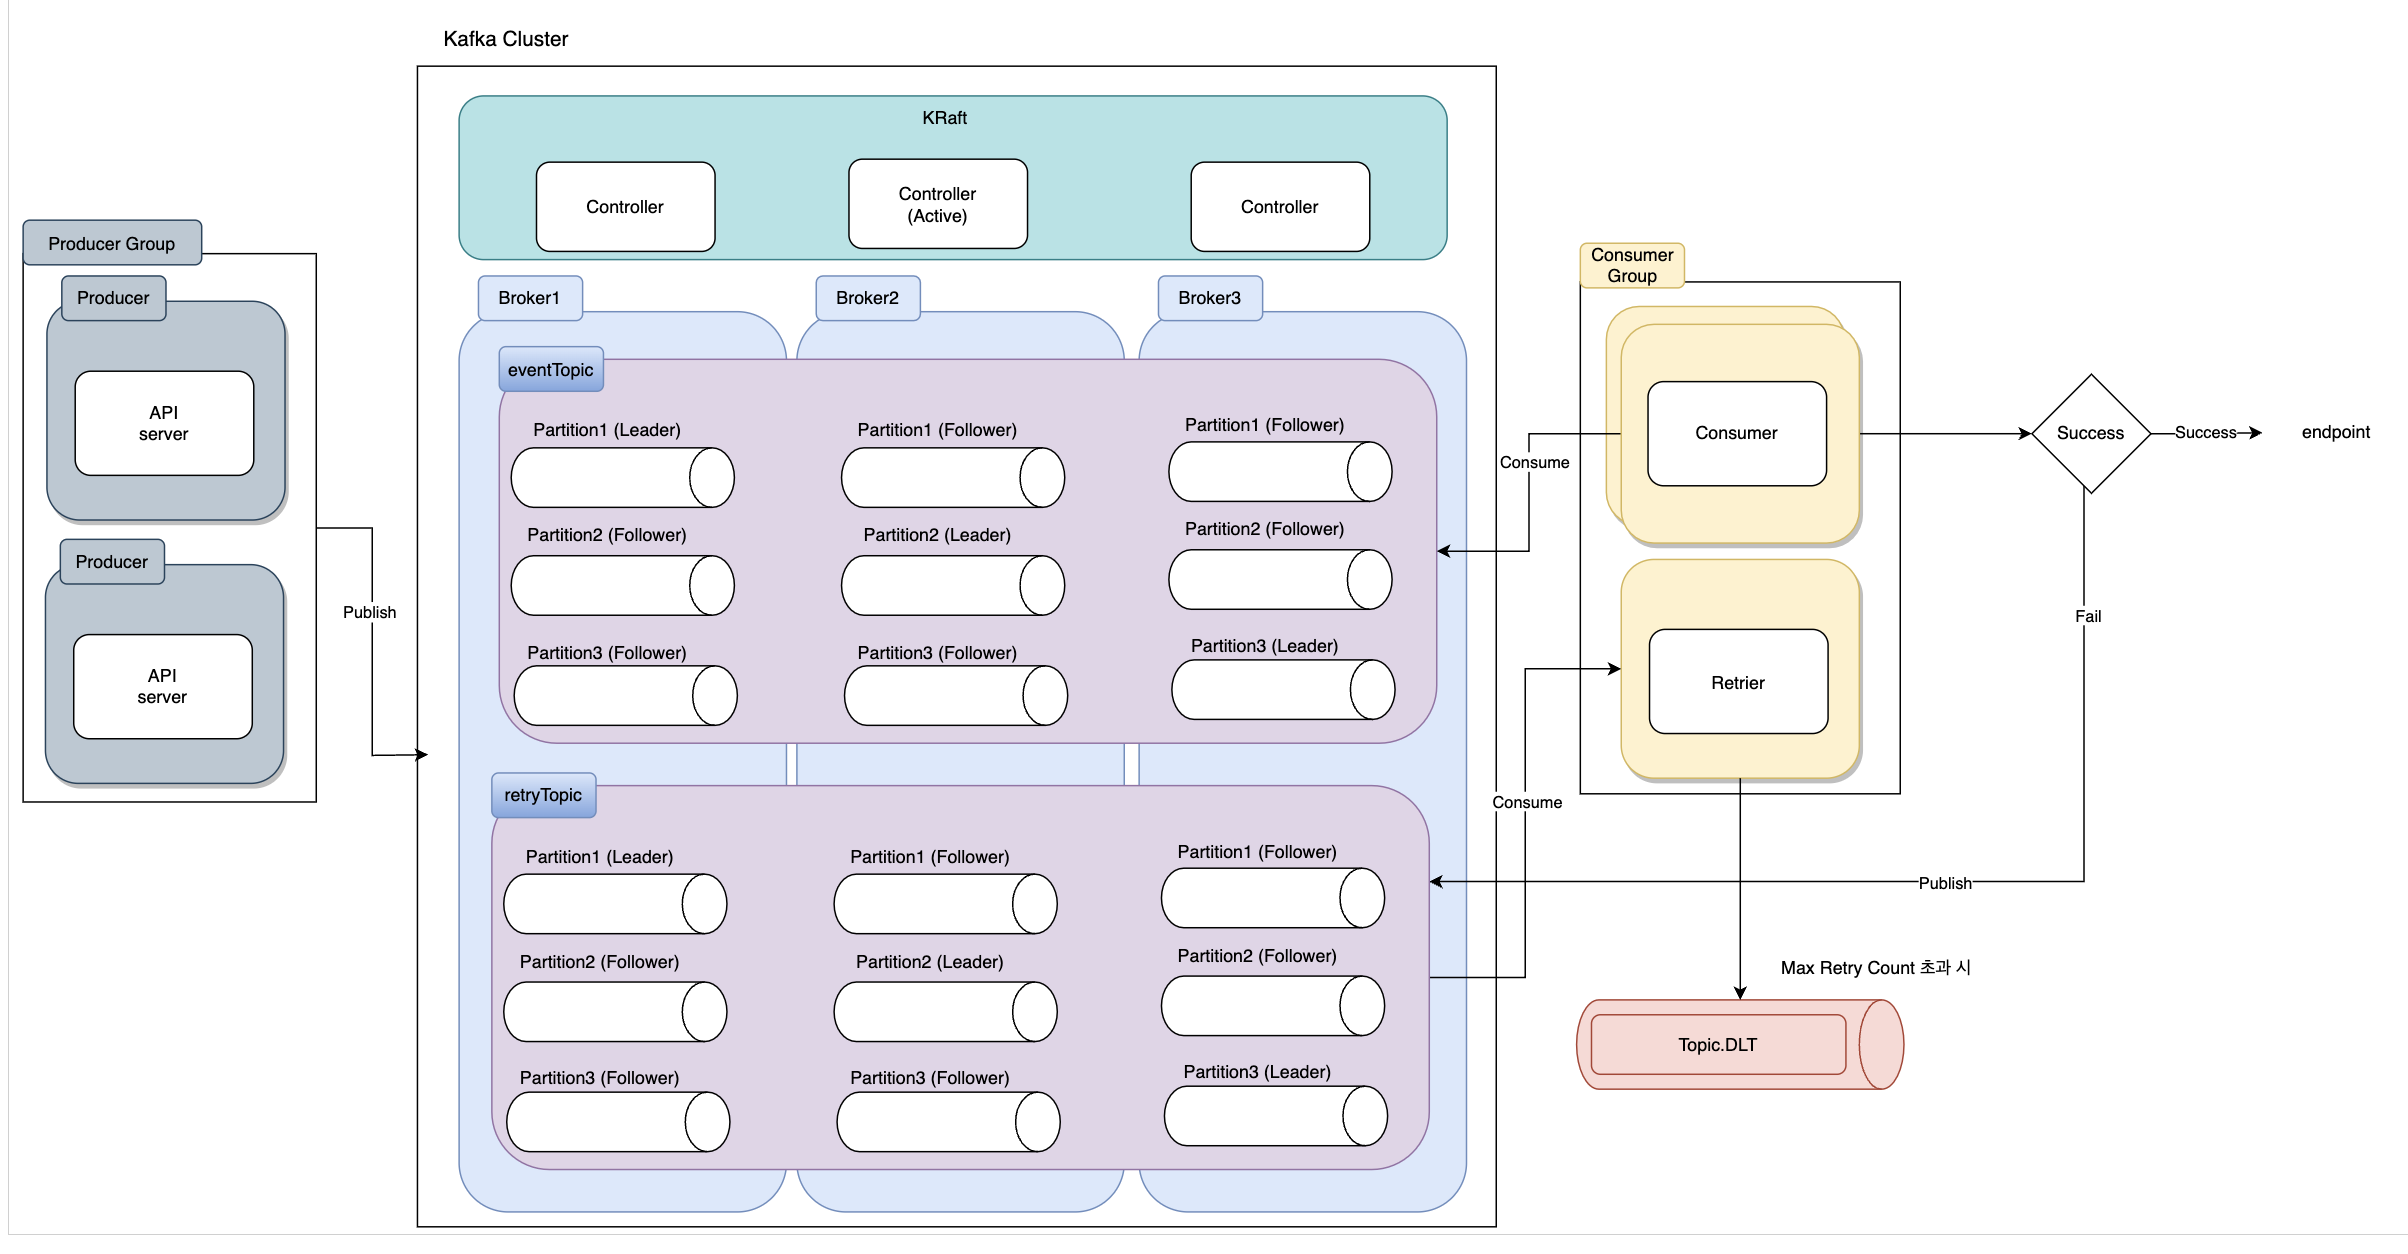 Kafka Cluster
KRaft
Controller
Controller
(Active)
Controller
Producer Group
Producer
API
server
Producer
API
server
Publish
Broker1
Broker2
Broker3
eventTopic
Partition1 (Leader)
Partition1 (Follower)
Partition1 (Follower)
Partition2 (Follower)
Partition2 (Leader)
Partition2 (Follower)
Partition3 (Follower)
Partition3 (Follower)
Partition3 (Leader)
retryTopic
Partition1 (Leader)
Partition1 (Follower)
Partition1 (Follower)
Partition2 (Follower)
Partition2 (Leader)
Partition2 (Follower)
Partition3 (Follower)
Partition3 (Follower)
Partition3 (Leader)
Consume
Consume
Consumer
Group
Consumer
Retrier
Success
Success
endpoint
Fail
Publish
Max Retry Count 초과 시
Topic.DLT